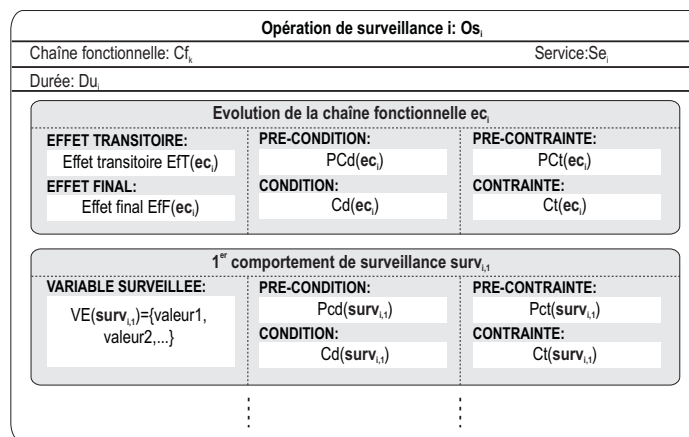 Opération de surveillance i: Osi
Chaîne fonctionnelle: Cfk Service:Sei
Durée: Dui
Evolution de la chaîne fonctionnelle eci
EFFET TRANSITOIRE: PRE-CONDITION: PRE-CONTRAINTE:
Effet transitoire EfT(eci) PCd(eci) PCt(eci)
EFFET FINAL: CONDITION: CONTRAINTE:
Effet final EfF(eci) Cd(eci) Ct(eci)
1er comportement de surveillance survi,1
VARIABLE SURVEILLEE: PRE-CONDITION: PRE-CONTRAINTE:
VE(survi,1)={valeur1, Pcd(survi,1) Pct(survi,1)
valeur2,...} CONDITION: CONTRAINTE:
Cd(survi,1) Ct(survi,1)